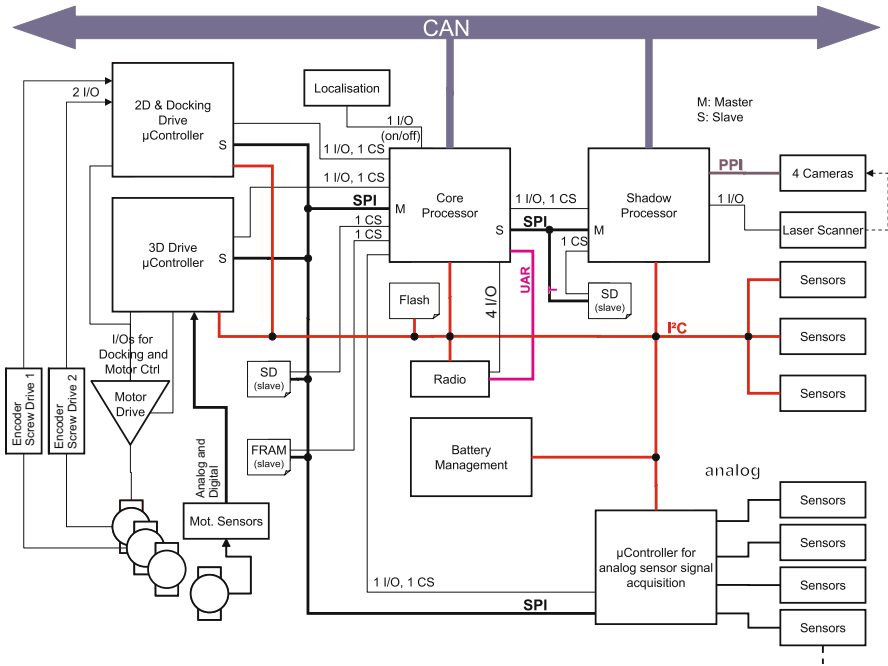 CAN
Localisation
2 I/O
2D & Docking
Drive
µController
S
1 I/O
(on/off)
1 I/O, 1 CS
M: Master
S: Slave
1 I/O, 1 CS
SPI
M
Core
Processor
S
1 I/O, 1 CS
SPI
M
Shadow
Processor
PPI
4 Cameras
1 I/O
Laser Scanner
3D Drive
µController
S
1 CS
1 CS
1 CS
UAR
T
4 I/O
Flash
SD
(slave)
I²C
Sensors
Sensors
Sensors
I/Os for
Docking and
Motor Ctrl
Motor
Drive
Encoder
Screw Drive 1
Encoder
Screw Drive 2
SD
(slave)
Radio
FRAM
(slave)
Battery
Management
Analog and
Digital
Mot. Sensors
analog
µController for
analog sensor signal
acquisition
Sensors
Sensors
Sensors
Sensors
1 I/O, 1 CS
SPI